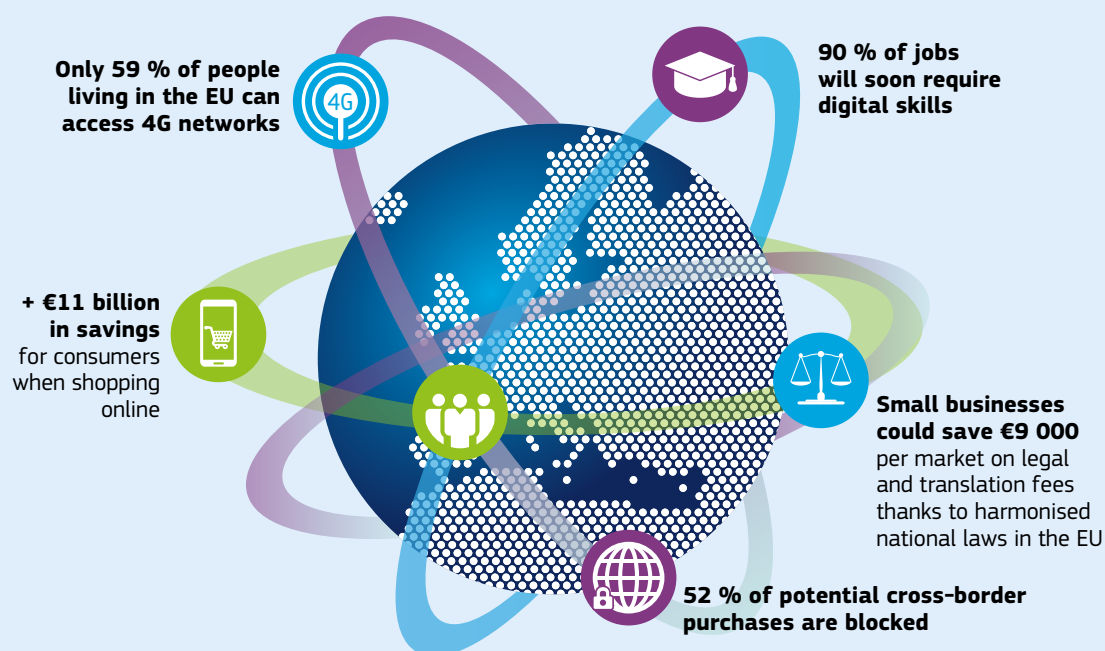 Only 59 % of people
living in the EU can
access 4G networks
4G
90 % of jobs
will soon require
digital skills
+ €11 billion
in savings
for consumers
when shopping
online
Small businesses
could save €9 000
per market on legal
and translation fees
thanks to harmonised
national laws in the EU
52 % of potential cross-border
purchases are blocked